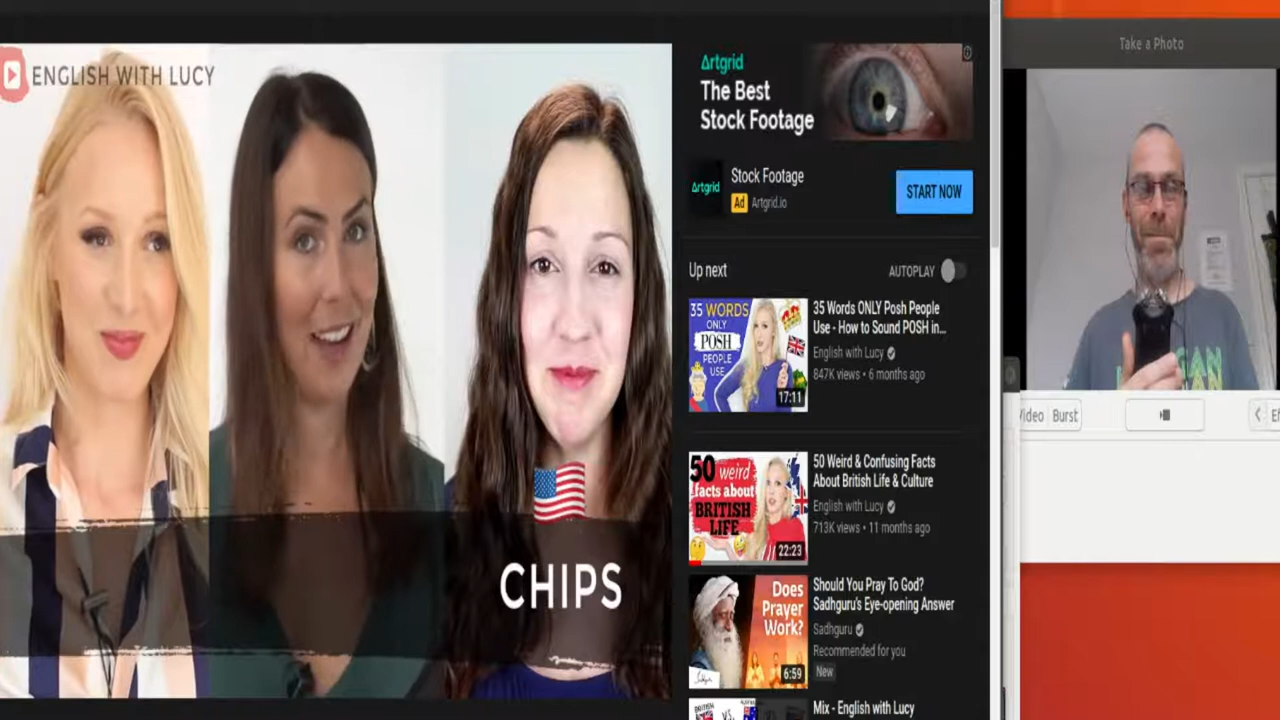 ENGLISH WITH LUCY
CHIPS
Artgrid
The Best
Stock Footage
Artgrid
Stock Footage
Ad Artgrid.io
START NOW
Up next
AUTOPLAY
35 WORDS
ONLY
POSH
PEOPLE
USE
17:11
35 Words ONLY Posh People
Use - How to Sound POSH in...
English with Lucy
847K views • 6 months ago
50 weird
facts about
BRITISH
LIFE
22:23
50 Weird & Confusing Facts
About British Life & Culture
English with Lucy
713K views • 11 months ago
Does
Prayer
Work?
6:59
Should You Pray To God?
Sadhguru's Eye-opening Answer
Sadhguru
Recommended for you
New
VS.
Mix - English with Lucy
Take a Photo
Video Burst